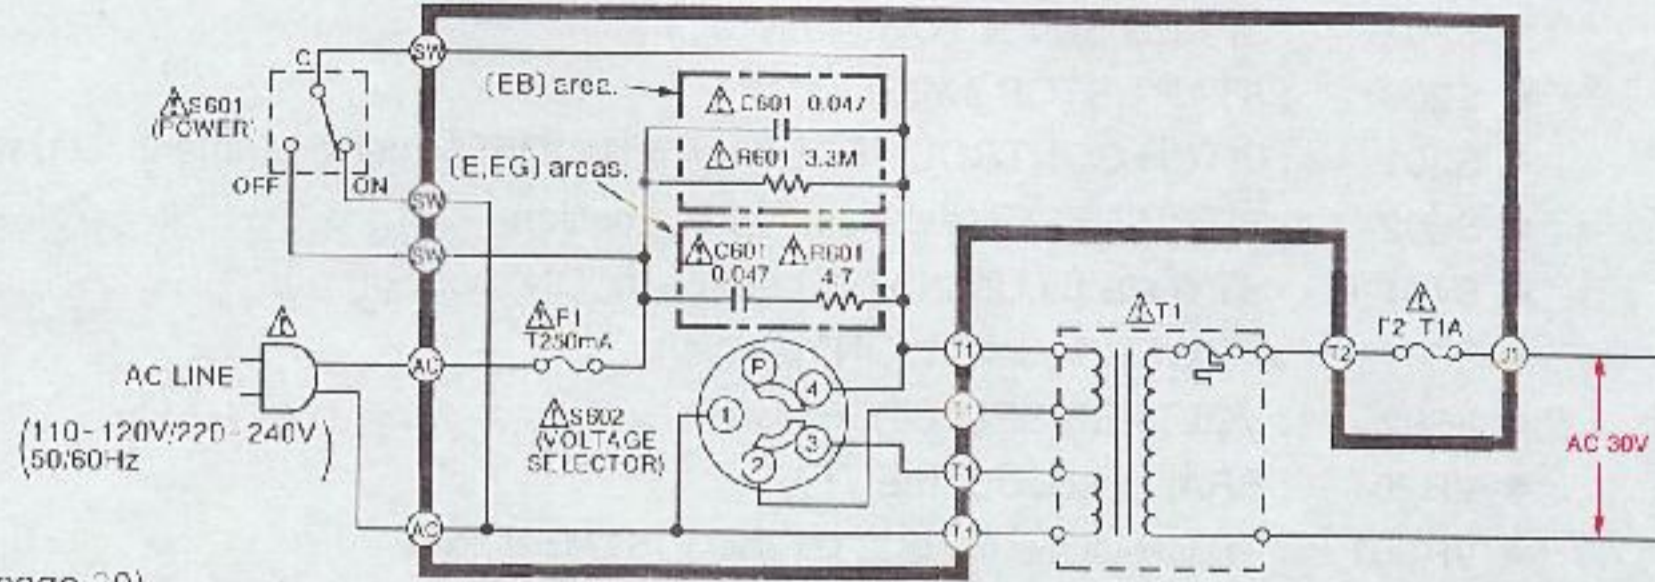 SW
C
⚠S601
(POWER)
OFF
ON
SW
SW
(EB) area.
⚠C601 0.047
⚠R601 3.3M
(E,EG) areas.
⚠C601
0.047
⚠R601
4.7
⚠
AC LINE
(110-120V/220-240V
50/60Hz)
AC
⚠F1
T250mA
⚠S602
(VOLTAGE
SELECTOR)
P
4
1
3
2
AC
T1
T1
T1
T1
⚠T1
T2
⚠
F2 T1A
J1
AC 30V